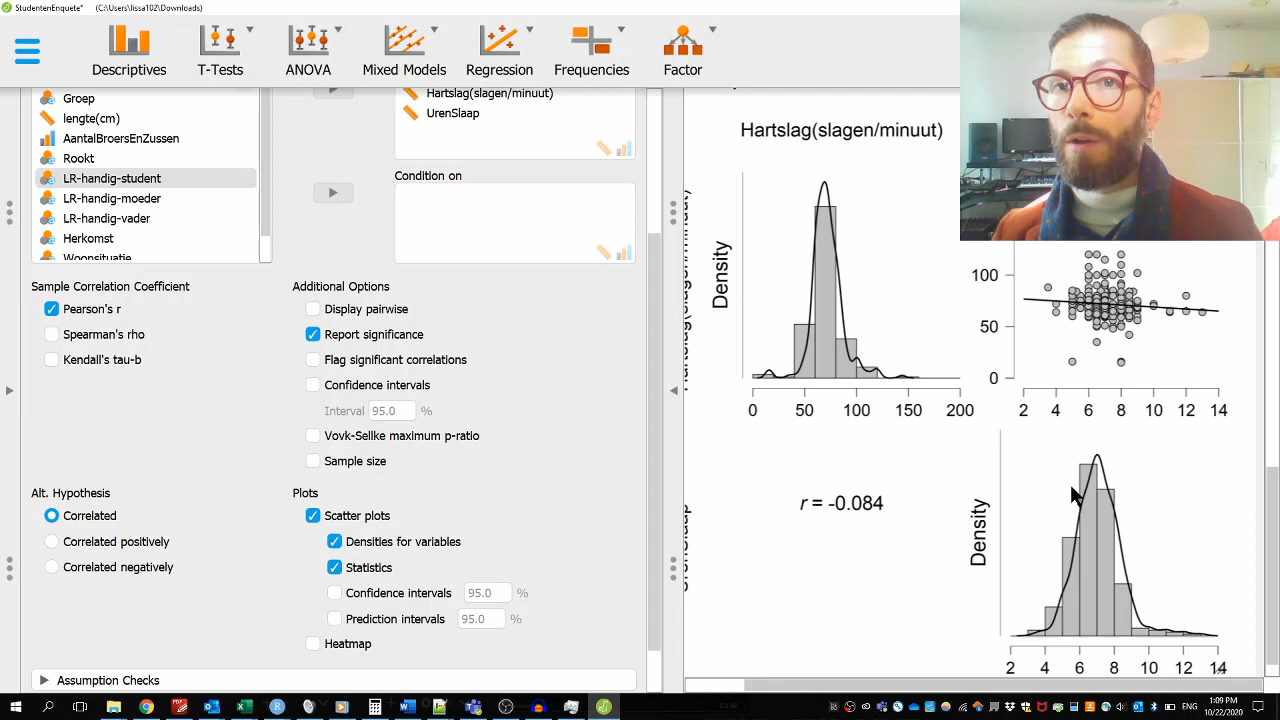 StudentenEnquete* (C:\Users\lissa102\Downloads)
Descriptives
T-Tests
ANOVA
Mixed Models
Regression
Frequencies
Factor
Groep
lengte(cm)
AantalBroersEnZussen
Rookt
LR-handig-student
LR-handig-moeder
LR-handig-vader
Herkomst
Woonsituatie
Hartslag(slagen/minuut)
UrenSlaap
Condition on
Sample Correlation Coefficient
Pearson's r
Spearman's rho
Kendall's tau-b
Additional Options
Display pairwise
Report significance
Flag significant correlations
Confidence intervals
Interval 95.0 %
Vovk-Sellke maximum p-ratio
Sample size
Alt. Hypothesis
Correlated
Correlated positively
Correlated negatively
Plots
Scatter plots
Densities for variables
Statistics
Confidence intervals 95.0 %
Prediction intervals 95.0 %
Heatmap
Assumption Checks
Hartslag(slagen/minuut)
Density
0 50 100 150 200
100
50
0
2 4 6 8 10 12 14
r = -0.084
Density
2 4 6 8 10 12 14
1:09 PM
10/22/2020